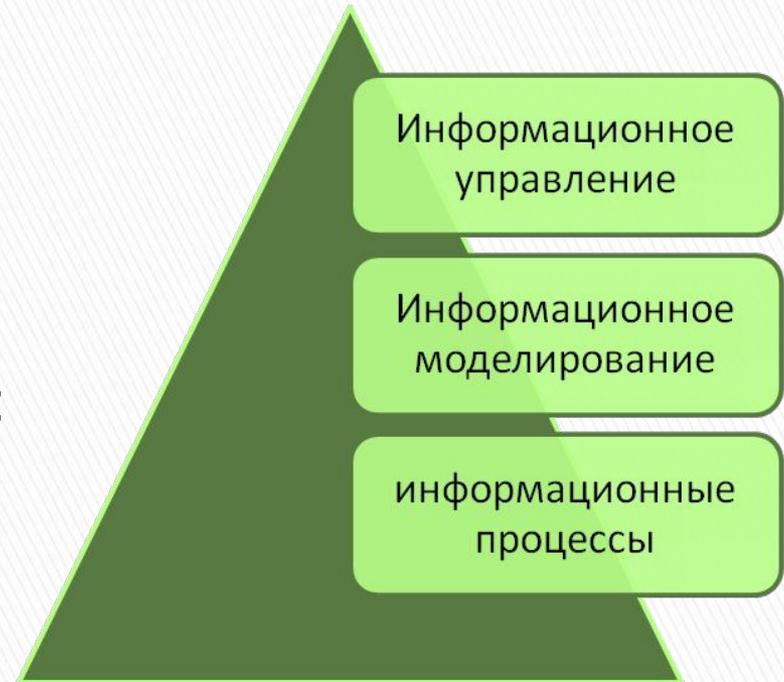 Информационное
управление
Информационное
моделирование
информационные
процессы